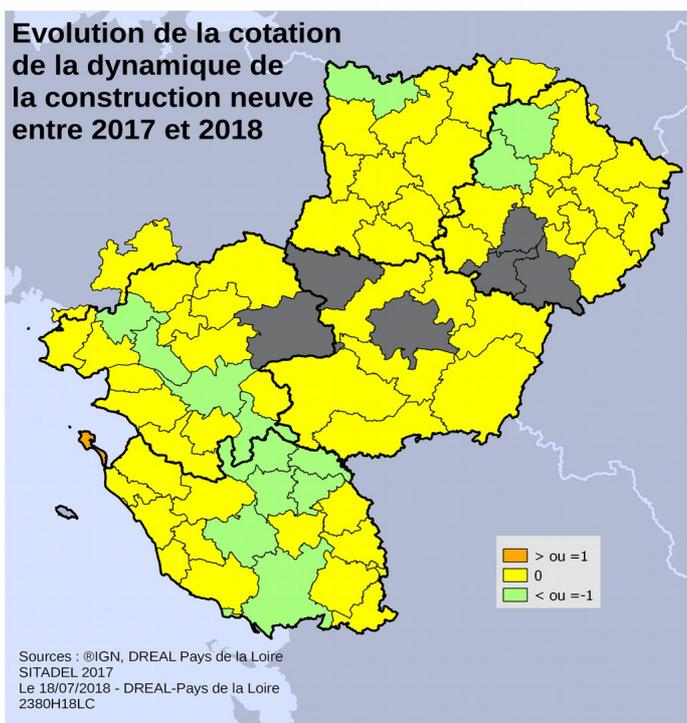 Evolution de la cotation
de la dynamique de
la construction neuve
entre 2017 et 2018
> ou =1
0
< ou =-1
Sources : ®IGN, DREAL Pays de la Loire
SITADEL 2017
Le 18/07/2018 - DREAL-Pays de la Loire
2380H18LC